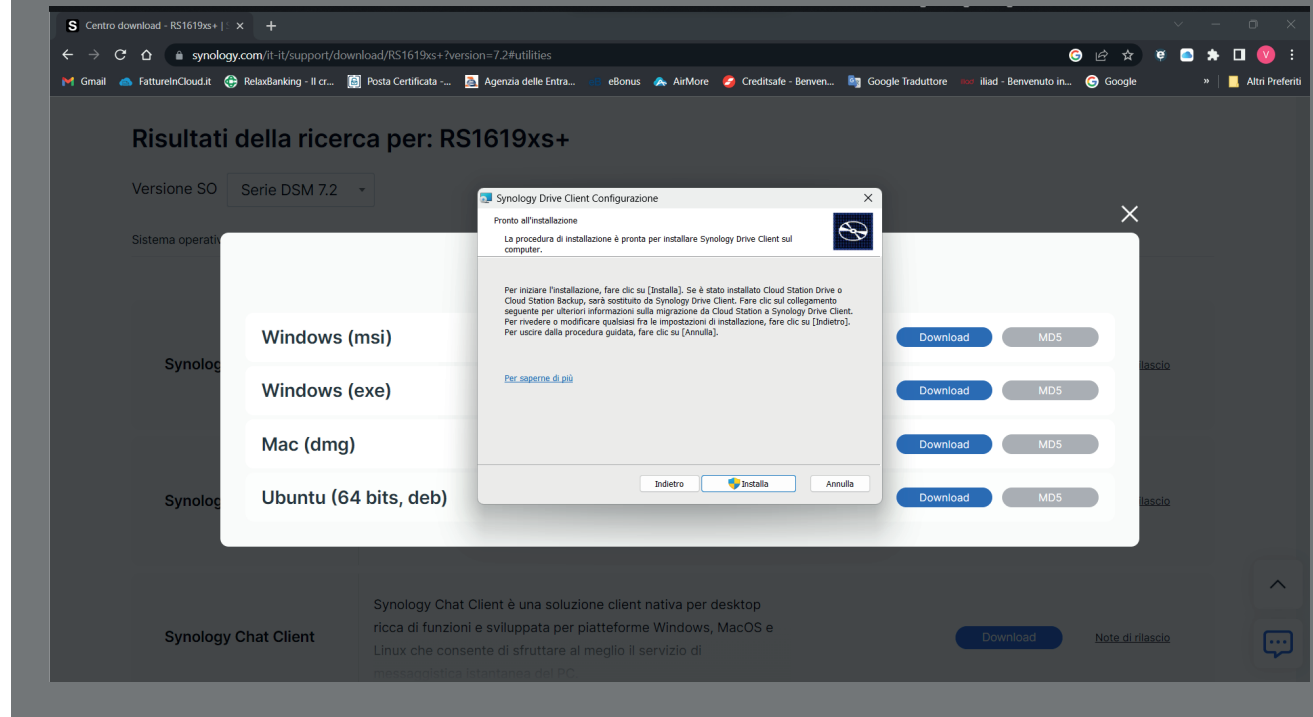 Centro download - RS1619xs+ |
synology.com/it-it/support/download/RS1619xs+?version=7.2#utilities
Gmail
FattureInCloud.it
RelaxBanking - Il cr...
Posta Certificata -...
Agenzia delle Entra...
eBonus
AirMore
Creditsafe - Benven...
Google Traduttore
iliad - Benvenuto in...
Google
»
Altri Preferiti
Risultati della ricerca per: RS1619xs+
Versione SO
Serie DSM 7.2
Sistema operativ
Synology Drive Client Configurazione
Pronto all'installazione
La procedura di installazione è pronta per installare Synology Drive Client sul
computer.
Per iniziare l'installazione, fare clic su [Installa]. Se è stato installato Cloud Station Drive o
Cloud Station Backup, sarà sostituito da Synology Drive Client. Fare clic sul collegamento
seguente per ulteriori informazioni sulla migrazione da Cloud Station a Synology Drive Client.
Per rivedere o modificare qualsiasi fra le impostazioni di installazione, fare clic su [Indietro].
Per uscire dalla procedura guidata, fare clic su [Annulla].
Per saperne di più
Indietro
Installa
Annulla
Windows (msi)
Download
MD5
Synolog
ilascio
Windows (exe)
Download
MD5
Mac (dmg)
Download
MD5
Ubuntu (64 bits, deb)
Download
MD5
Synolog
ilascio
Synology Chat Client
Synology Chat Client è una soluzione client nativa per desktop
ricca di funzioni e sviluppata per piatteforme Windows, MacOS e
Linux che consente di sfruttare al meglio il servizio di
messaggistica istantanea del PC.
Download
Note di rilascio